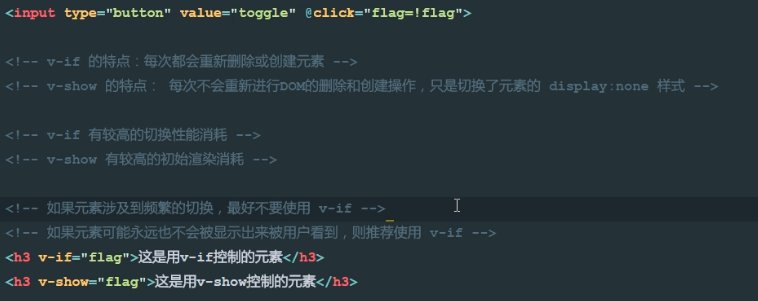 <input type="button" value="toggle" @click="flag=!flag">
<!-- v-if 的特点：每次都会重新删除或创建元素 -->
<!-- v-show 的特点： 每次不会重新进行DOM的删除和创建操作，只是切换了元素的 display:none 样式 -->
<!-- v-if 有较高的切换性能消耗 -->
<!-- v-show 有较高的初始渲染消耗 -->
<!-- 如果元素涉及到频繁的切换，最好不要使用 v-if -->
<!-- 如果元素可能永远也不会被显示出来被用户看到，则推荐使用 v-if -->
<h3 v-if="flag">这是用v-if控制的元素</h3>
<h3 v-show="flag">这是用v-show控制的元素</h3>